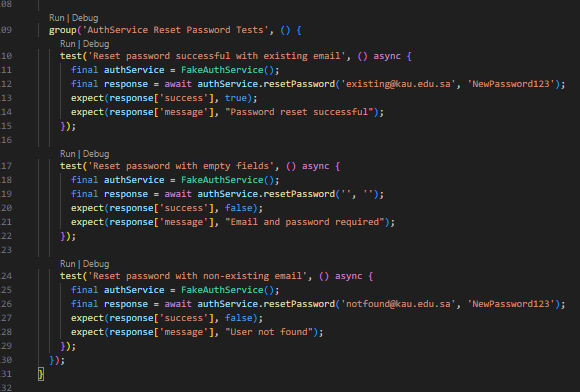 08
Run | Debug
09 group('AuthService Reset Password Tests', () {
Run | Debug
10 test('Reset password successful with existing email', () async {
11 final authService = FakeAuthService();
12 final response = await authService.resetPassword('existing@kau.edu.sa', 'NewPassword123');
13 expect(response['success'], true);
14 expect(response['message'], "Password reset successful");
15 });
16
Run | Debug
17 test('Reset password with empty fields', () async {
18 final authService = FakeAuthService();
19 final response = await authService.resetPassword('', '');
20 expect(response['success'], false);
21 expect(response['message'], "Email and password required");
22 });
23
Run | Debug
24 test('Reset password with non-existing email', () async {
25 final authService = FakeAuthService();
26 final response = await authService.resetPassword('notfound@kau.edu.sa', 'NewPassword123');
27 expect(response['success'], false);
28 expect(response['message'], "User not found");
29 });
30 });
31 }
32